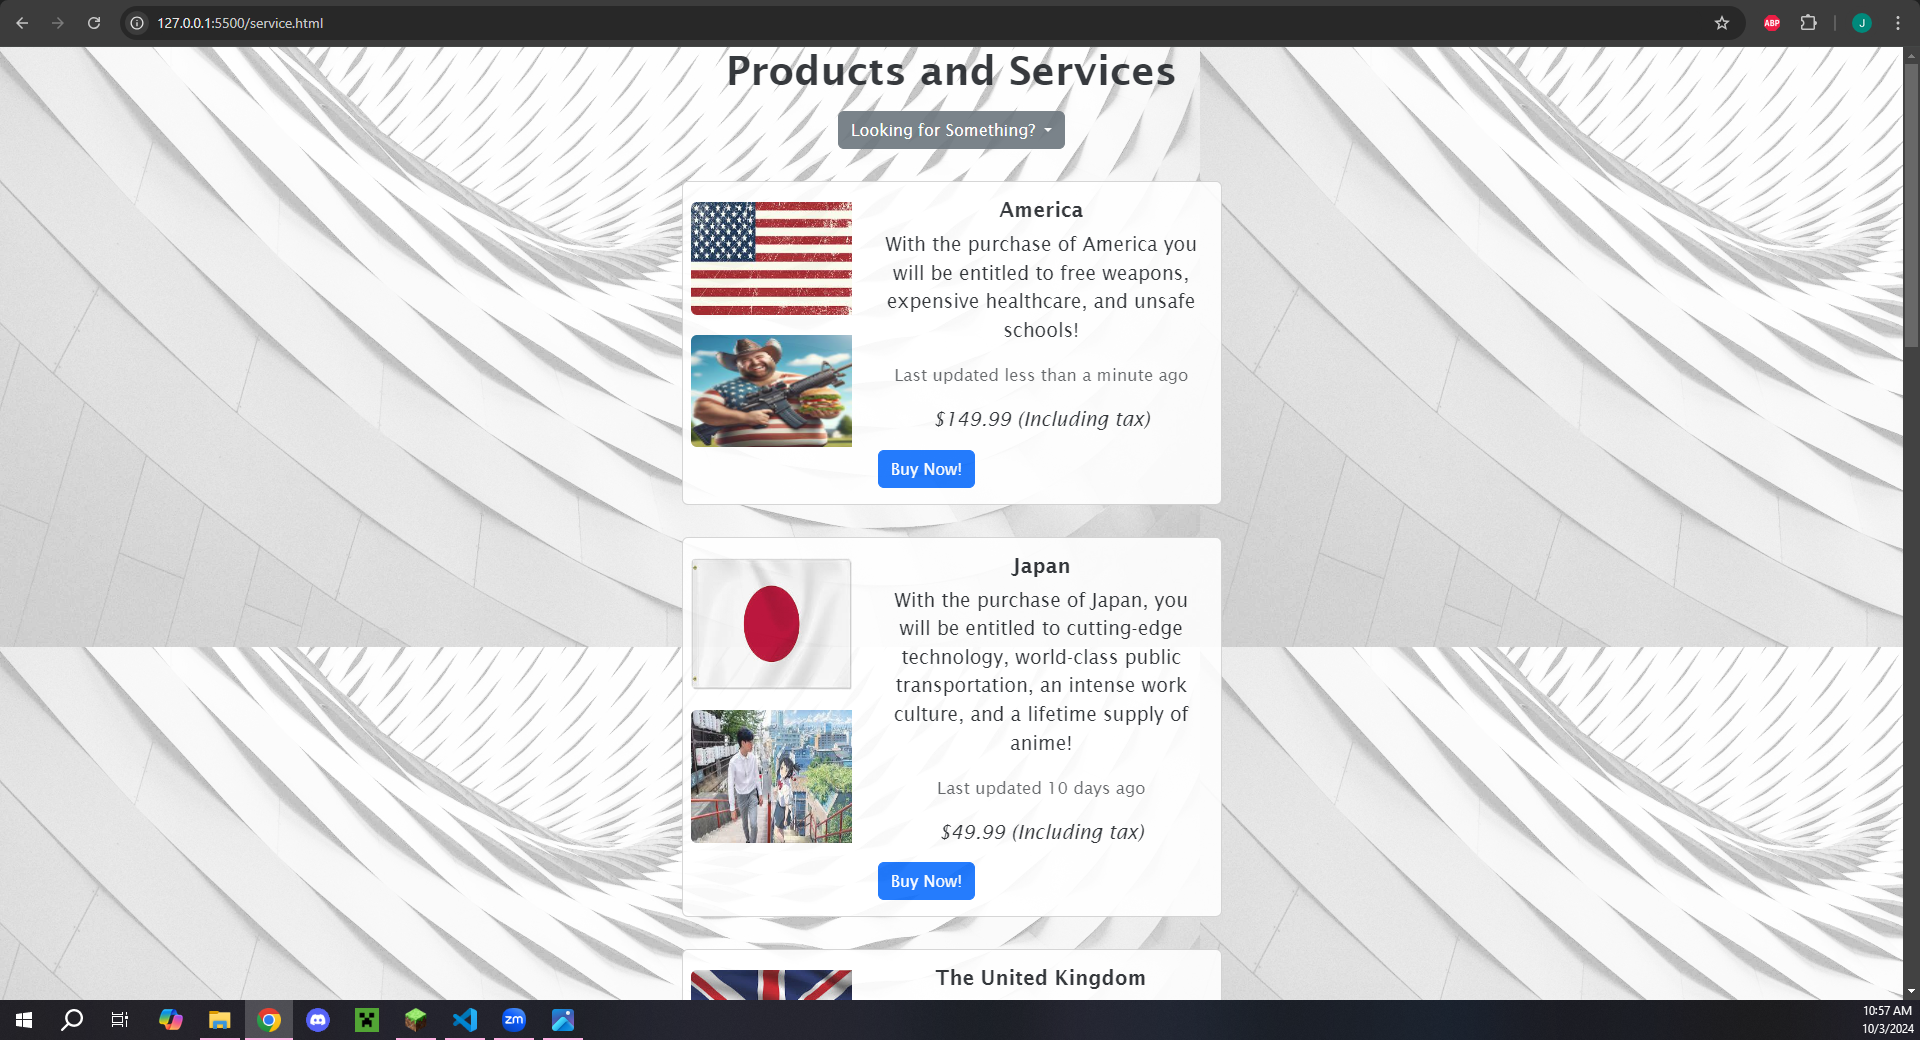 127.0.0.1:5500/service.html
ABP
J
Products and Services
Looking for Something?
America
With the purchase of America you
will be entitled to free weapons,
expensive healthcare, and unsafe
schools!
Last updated less than a minute ago
$149.99 (Including tax)
Buy Now!
Japan
With the purchase of Japan, you
will be entitled to cutting-edge
technology, world-class public
transportation, an intense work
culture, and a lifetime supply of
anime!
Last updated 10 days ago
$49.99 (Including tax)
Buy Now!
The United Kingdom
zm
10:57 AM
10/3/2024